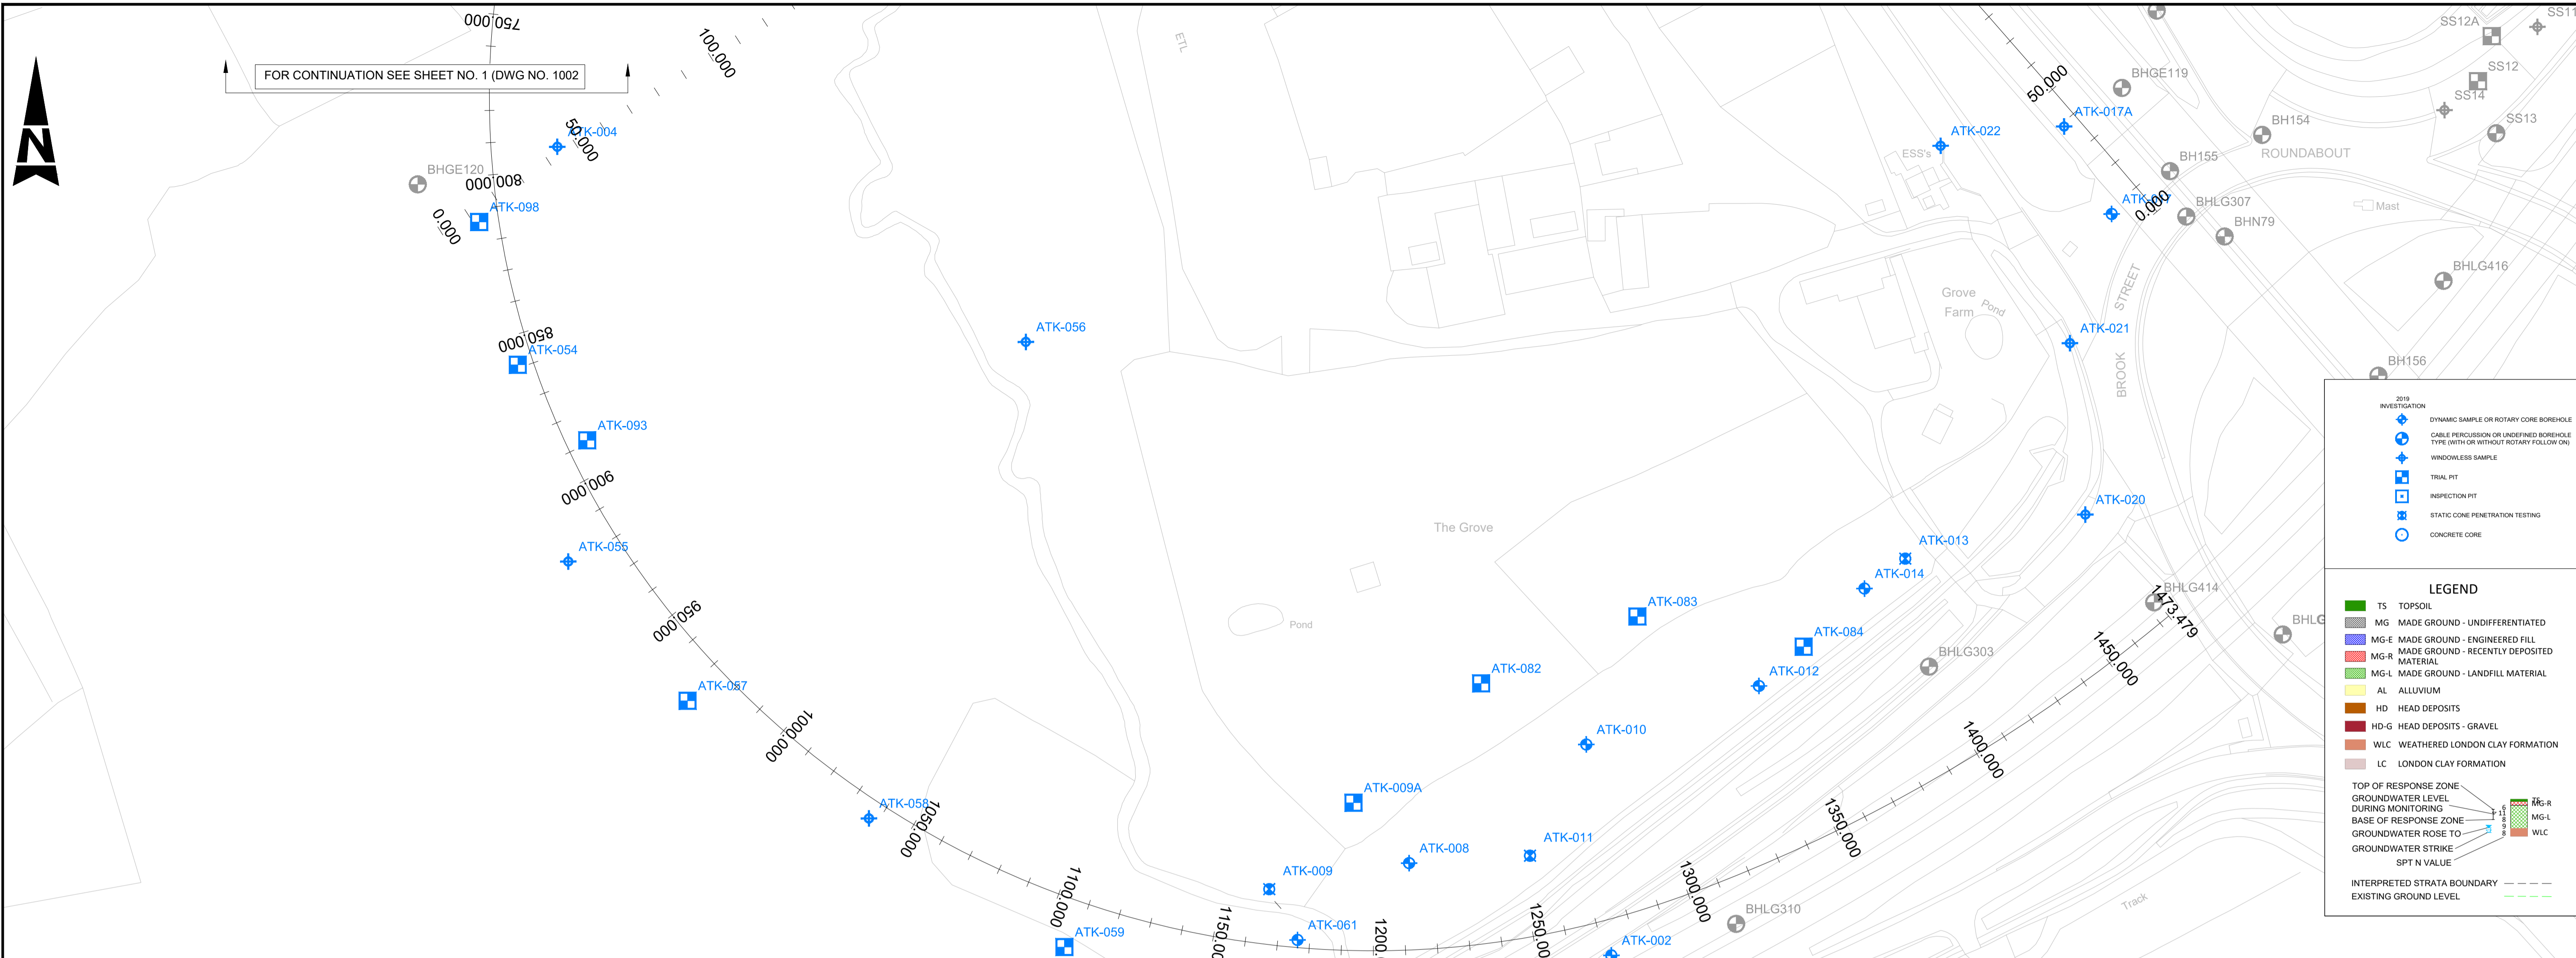 750.000
100.000
ETL
SS12A
SS11
FOR CONTINUATION SEE SHEET NO. 1 (DWG NO. 1002
N
50.000
BHGE119
SS12
SS14
SS13
ATK-017A
BH154
ROUNDABOUT
ATK-004
50.000
ATK-022
ESS's
BH155
BHGE120
800.000
ATK-098
0.000
0.000
BHLG307
BHN79
Mast
BHLG416
Grove
Farm
Pond
BROOK STREET
ATK-056
ATK-021
850.000
ATK-054
BH156
ATK-093
900.000
ATK-020
The Grove
ATK-013
ATK-055
ATK-014
BHLG414
1473.479
ATK-083
950.000
Pond
ATK-084
BHLG303
1450.000
ATK-082
ATK-012
ATK-057
ATK-010
1000.000
1400.000
ATK-009A
ATK-058
1050.000
1350.000
ATK-008
ATK-011
ATK-009
1100.000
1300.000
BHLG310
Track
1150.00
1200.
1250.00
ATK-061
ATK-059
ATK-002
2019
INVESTIGATION
DYNAMIC SAMPLE OR ROTARY CORE BOREHOLE
CABLE PERCUSSION OR UNDEFINED BOREHOLE
TYPE (WITH OR WITHOUT ROTARY FOLLOW ON)
WINDOWLESS SAMPLE
TRIAL PIT
INSPECTION PIT
STATIC CONE PENETRATION TESTING
CONCRETE CORE
LEGEND
TS TOPSOIL
MG MADE GROUND - UNDIFFERENTIATED
MG-E MADE GROUND - ENGINEERED FILL
MG-R MADE GROUND - RECENTLY DEPOSITED
MATERIAL
MG-L MADE GROUND - LANDFILL MATERIAL
AL ALLUVIUM
HD HEAD DEPOSITS
HD-G HEAD DEPOSITS - GRAVEL
WLC WEATHERED LONDON CLAY FORMATION
LC LONDON CLAY FORMATION
TOP OF RESPONSE ZONE
GROUNDWATER LEVEL
DURING MONITORING
BASE OF RESPONSE ZONE
GROUNDWATER ROSE TO
GROUNDWATER STRIKE
SPT N VALUE
6
11
8
9
8
TS
MG-R
MG-L
WLC
INTERPRETED STRATA BOUNDARY
EXISTING GROUND LEVEL